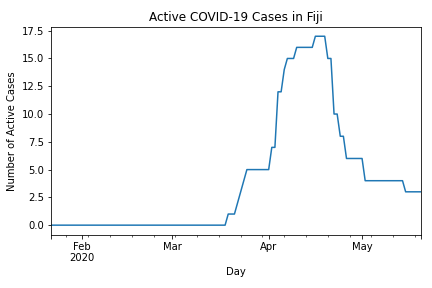 Active COVID-19 Cases in Fiji
17.5
15.0
12.5
10.0
7.5
5.0
2.5
0.0
Number of Active Cases
Feb
2020
Mar
Apr
May
Day